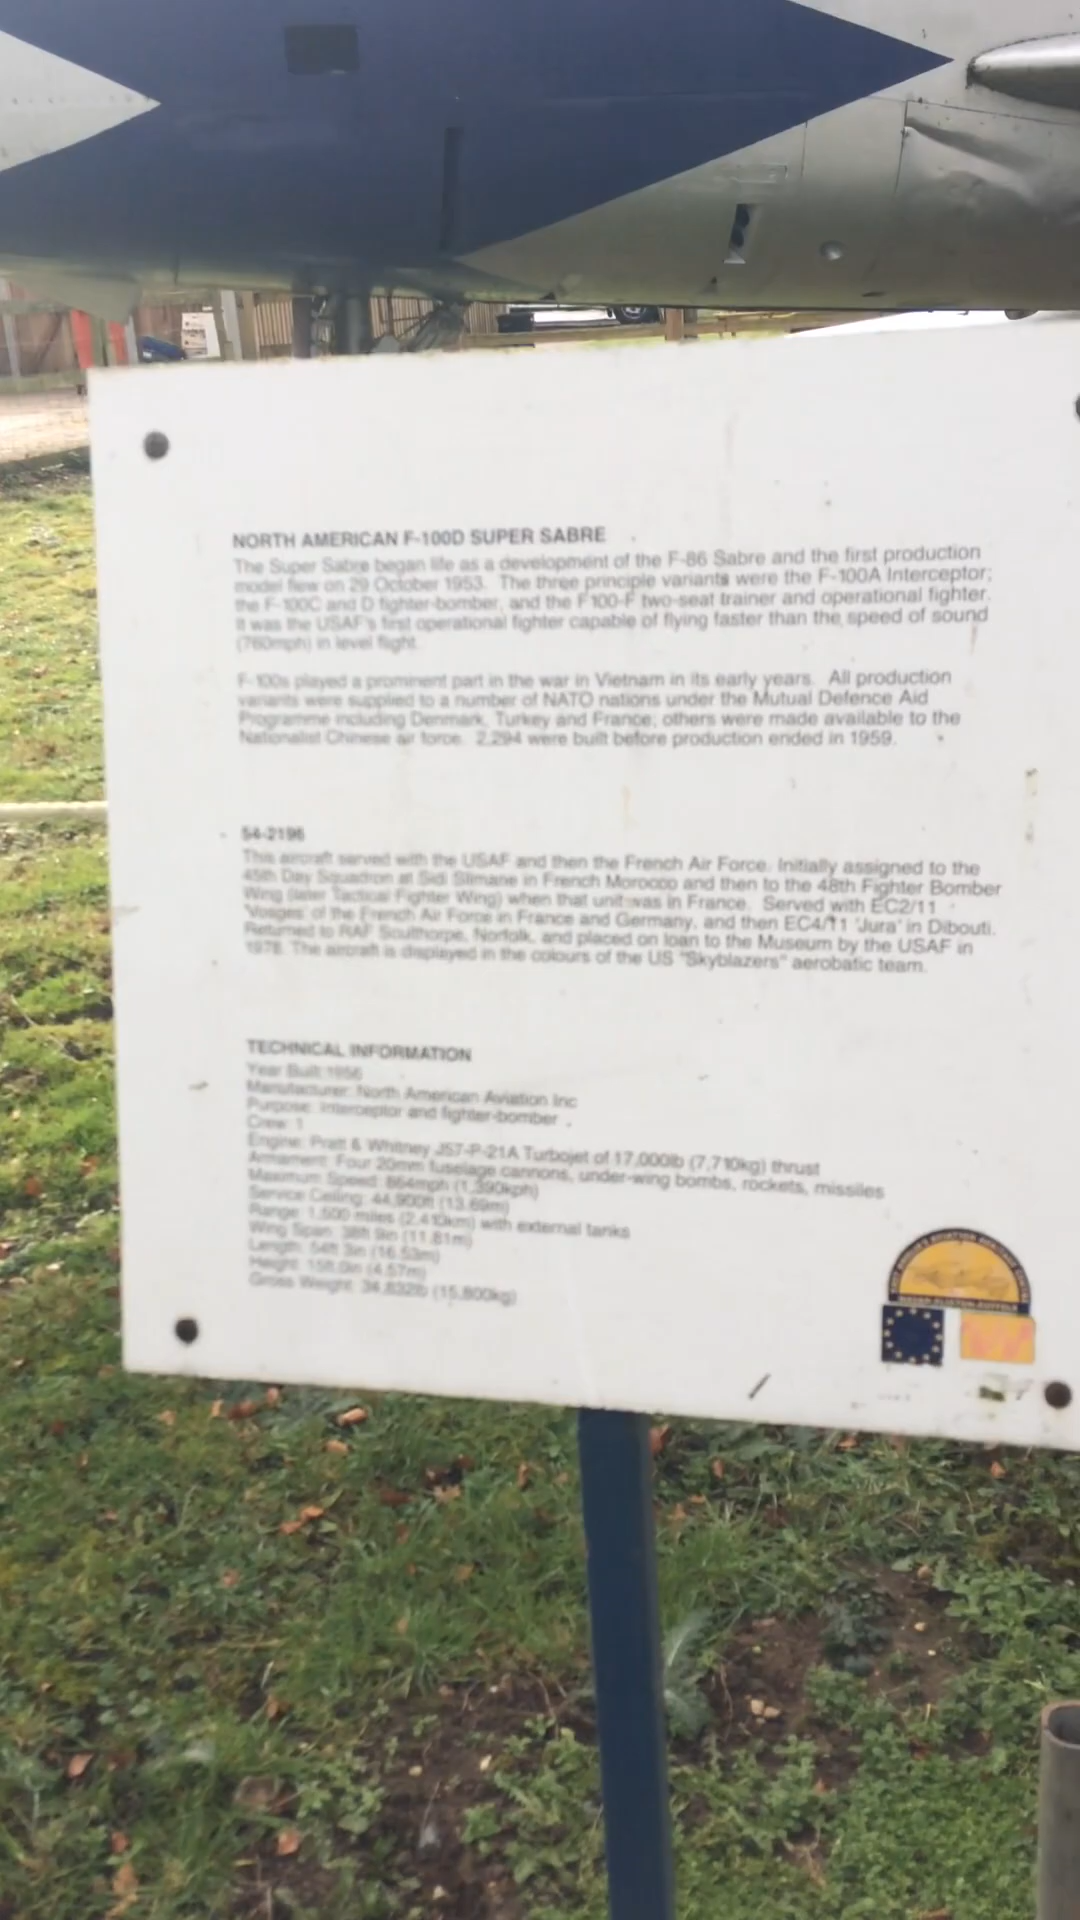 NORTH AMERICAN F-100D SUPER SABRE
The Super Sabre began life as a development of the F-86 Sabre and the first production
model flew on 29 October 1953. The three principle variants were the F-100A Interceptor;
the F-100C and D fighter-bomber, and the F100-F two-seat trainer and operational fighter.
It was the USAF's first operational fighter capable of flying faster than the speed of sound
(760mph) in level flight.
F-100s played a prominent part in the war in Vietnam in its early years. All production
variants were supplied to a number of NATO nations under the Mutual Defence Aid
Programme including Denmark, Turkey and France; others were made available to the
Nationalist Chinese air force. 2,294 were built before production ended in 1959.
54-2196
This aircraft served with the USAF and then the French Air Force. Initially assigned to the
45th Day Squadron at Sidi Slimane in French Morocco and then to the 48th Fighter Bomber
Wing (later Tactical Fighter Wing) when that unit was in France. Served with EC2/11
'Vosges' of the French Air Force in France and Germany, and then EC4/11 'Jura' in Dibouti.
Returned to RAF Sculthorpe, Norfolk, and placed on loan to the Museum by the USAF in
1978. The aircraft is displayed in the colours of the US "Skyblazers" aerobatic team.
TECHNICAL INFORMATION
Year Built: 1956
Manufacturer: North American Aviation Inc
Purpose: Interceptor and fighter-bomber
Crew: 1
Engine: Pratt & Whitney J57-P-21A Turbojet of 17,000lb (7,710kg) thrust
Armament: Four 20mm fuselage cannons, under-wing bombs, rockets, missiles
Maximum Speed: 864mph (1,390kph)
Service Ceiling: 44,900ft (13.69m)
Range: 1,500 miles (2,410km) with external tanks
Wing Span: 38ft 9in (11.81m)
Length: 54ft 3in (16.53m)
Height: 15ft 0in (4.57m)
Gross Weight: 34,832lb (15,800kg)